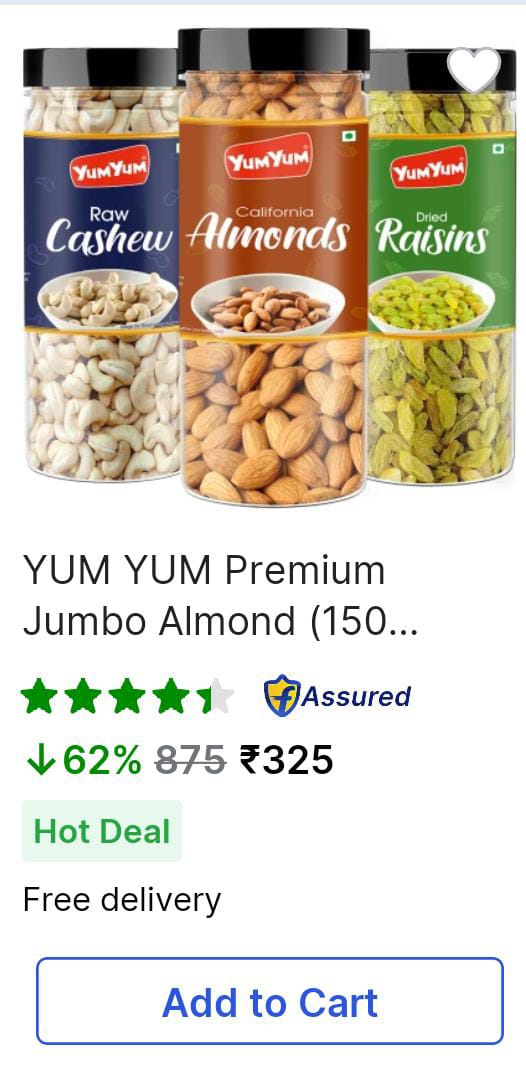 YUMYUM
Raw
Cashew
YUMYUM
California
Almonds
YUMYUM
Dried
Raisins
YUM YUM Premium
Jumbo Almond (150...
Assured
↓62% 875 ₹325
Hot Deal
Free delivery
Add to Cart